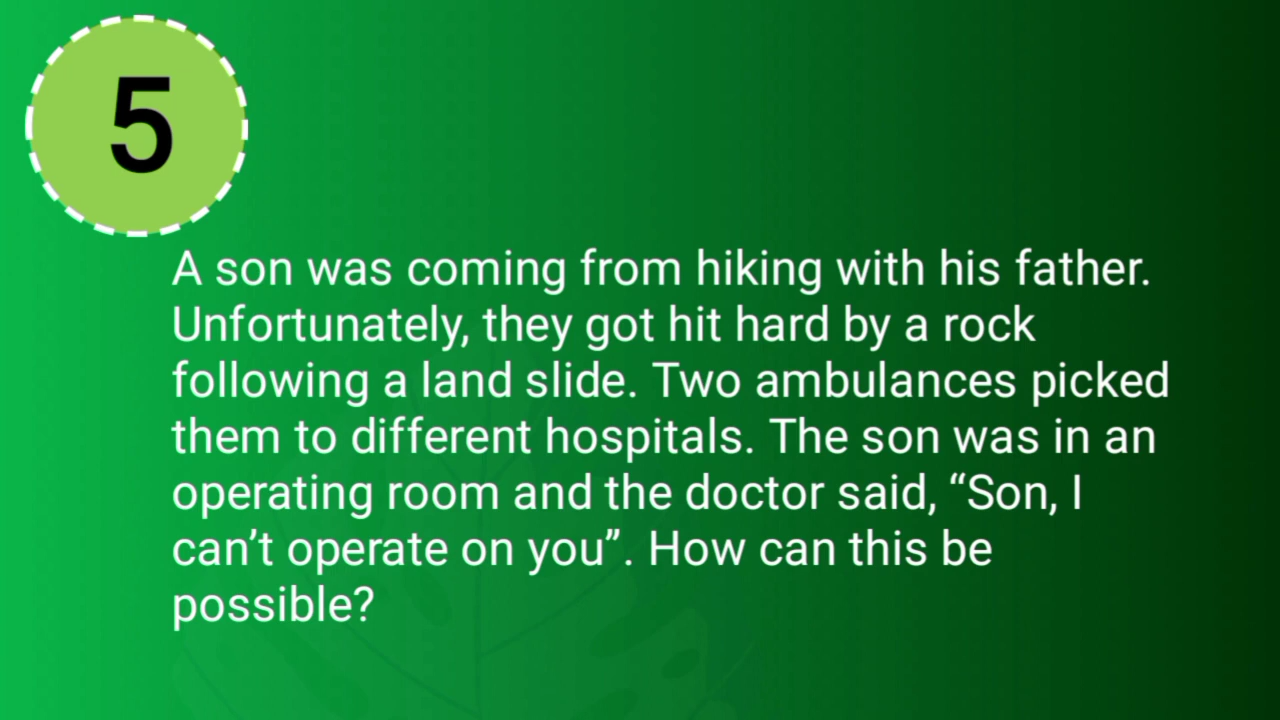 5
A son was coming from hiking with his father.
Unfortunately, they got hit hard by a rock
following a land slide. Two ambulances picked
them to different hospitals. The son was in an
operating room and the doctor said, “Son, I
can’t operate on you”. How can this be
possible?